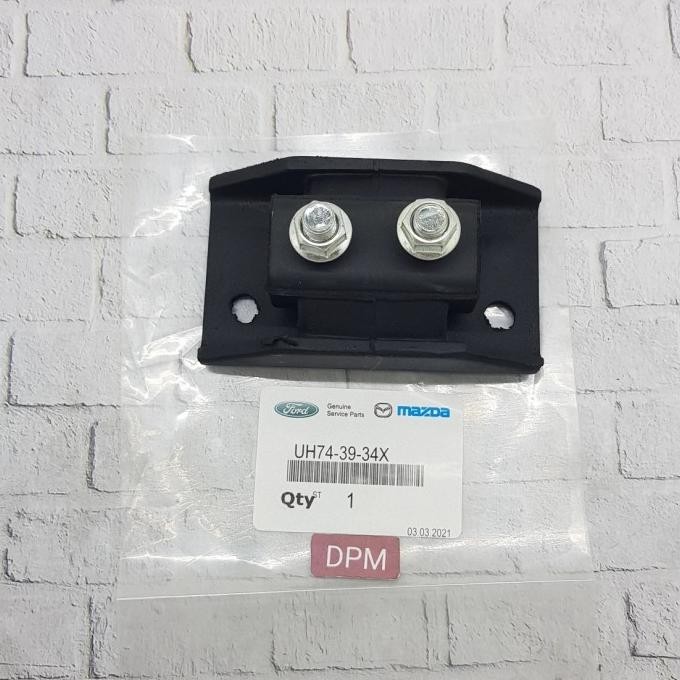 Ford Genuine Service Parts mazda
UH74-39-34X
Qty ST 1
03.03.2021
DPM